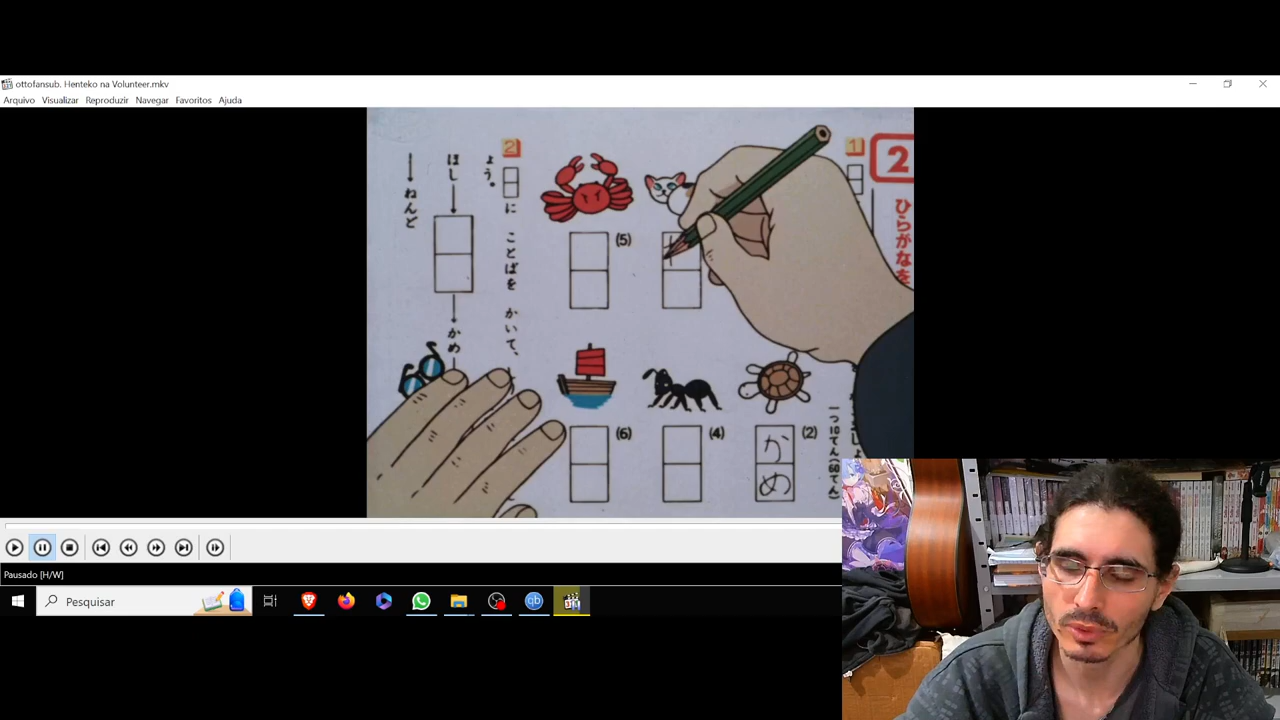 ottofansub. Henteko na Volunteer.mkv
Arquivo Visualizar Reproduzir Navegar Favoritos Ajuda
2
ひらがなを
1
一つ10てん(60てん)
(2)
かめ
(4)
(5)
(6)
2
に ことばを かいて、
ょう。
ほし
かめ
ねんど
Pausado [H/W]
Pesquisar
qb